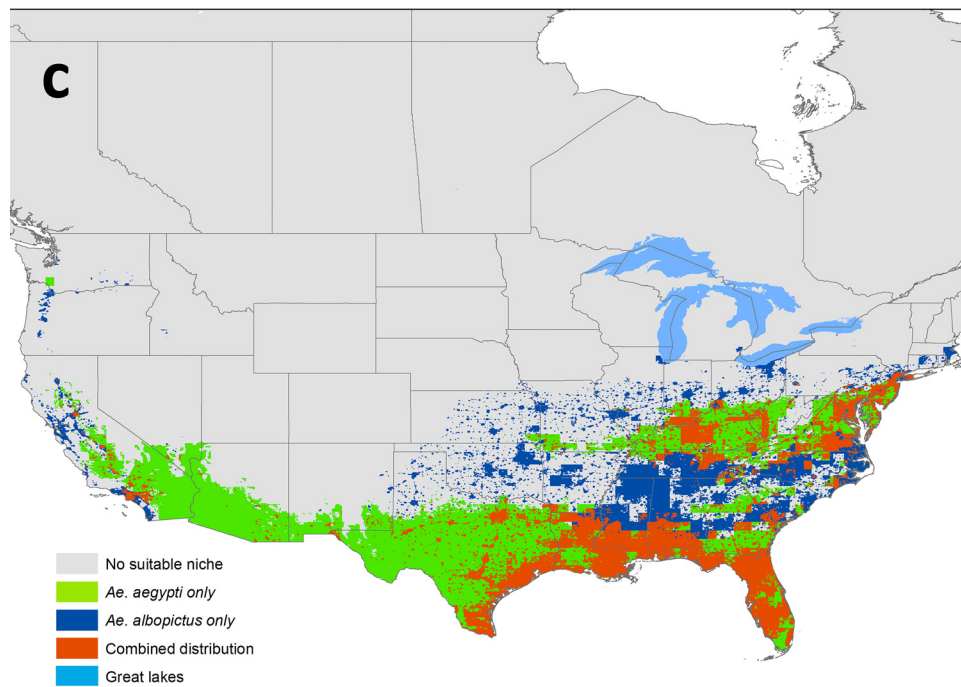 C
No suitable niche
Ae. aegypti only
Ae. albopictus only
Combined distribution
Great lakes